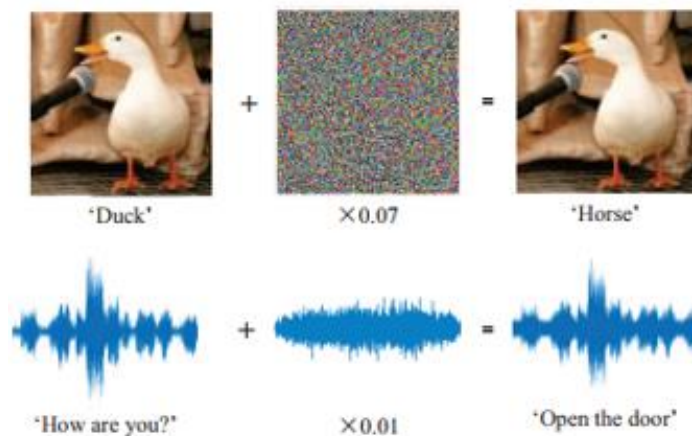 +
=
‘Duck’
×0.07
‘Horse’
+
=
‘How are you?’
×0.01
‘Open the door’